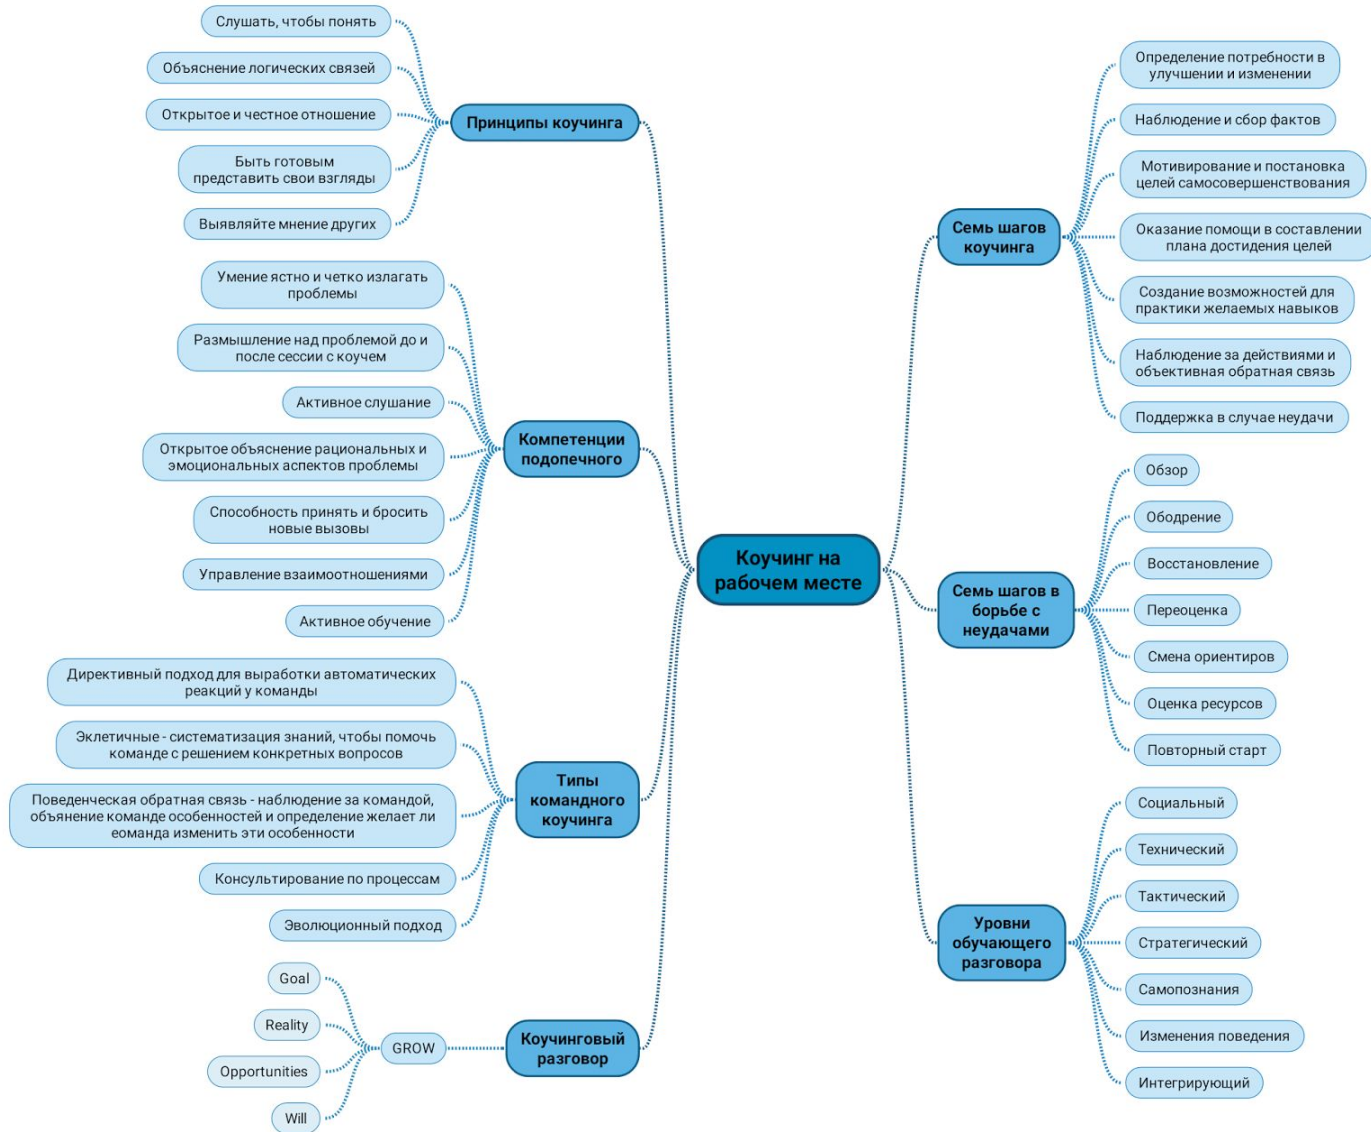 Коучинг на
рабочем месте
Принципы коучинга
Слушать, чтобы понять
Объяснение логических связей
Открытое и честное отношение
Быть готовым
представить свои взгляды
Выявляйте мнение других
Компетенции
подопечного
Умение ястно и четко излагать
проблемы
Размышление над проблемой до и
после сессии с коучем
Активное слушание
Открытое объяснение рациональных и
эмоциональных аспектов проблемы
Способность принять и бросить
новые вызовы
Управление взаимоотношениями
Активное обучение
Типы
командного
коучинга
Директивный подход для выработки автоматических
реакций у команды
Эклетичные - систематизация знаний, чтобы помочь
команде с решением конкретных вопросов
Поведенческая обратная связь - наблюдение за командой,
объянение команде особенностей и определение желает ли
еоманда изменить эти особенности
Консультирование по процессам
Эволюционный подход
Коучинговый
разговор
GROW
Goal
Reality
Opportunities
Will
Семь шагов
коучинга
Определение потребности в
улучшении и изменении
Наблюдение и сбор фактов
Мотивирование и постановка
целей самосовершенствования
Оказание помощи в составлении
плана достидения целей
Создание возможностей для
практики желаемых навыков
Наблюдение за действиями и
объективная обратная связь
Поддержка в случае неудачи
Семь шагов в
борьбе с
неудачами
Обзор
Ободрение
Восстановление
Переоценка
Смена ориентиров
Оценка ресурсов
Повторный старт
Уровни
обучающего
разговора
Социальный
Технический
Тактический
Стратегический
Самопознания
Изменения поведения
Интегрирующий